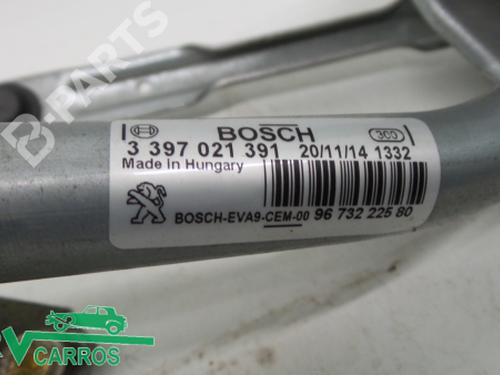 B-PARTS
BOSCH
3 397 021 391 20/11/14 1332
Made in Hungary
BOSCH-EVA9-CEM-00 96 732 225 80
CARROS